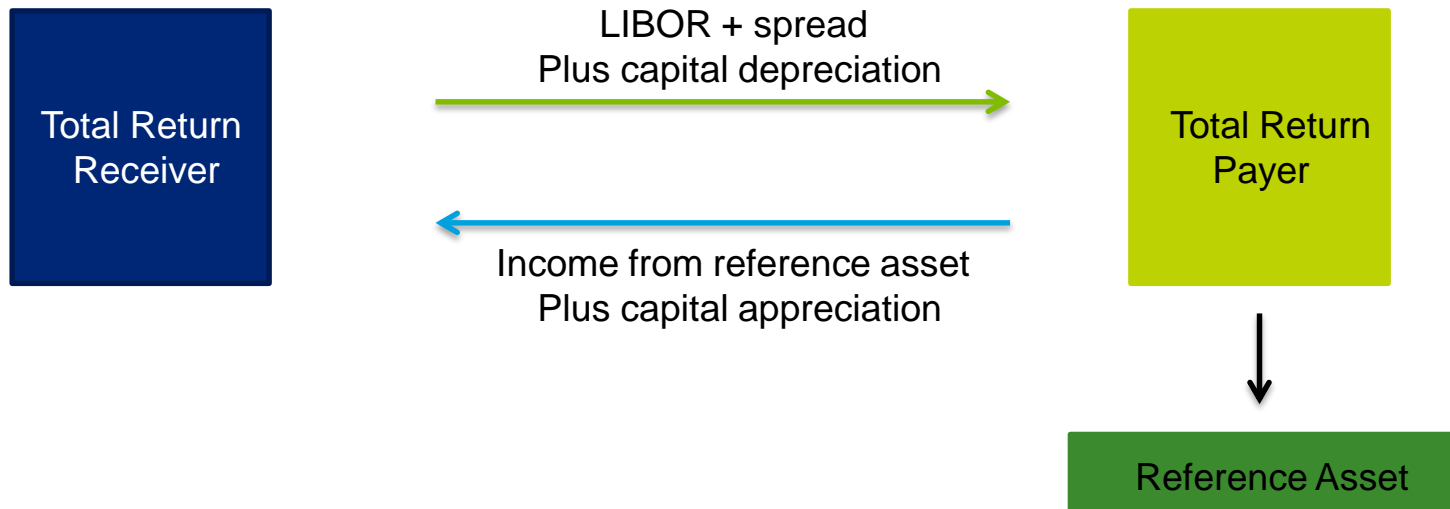 LIBOR + spread
Plus capital depreciation
Total Return
Receiver
Total Return
Payer
Income from reference asset
Plus capital appreciation
Reference Asset